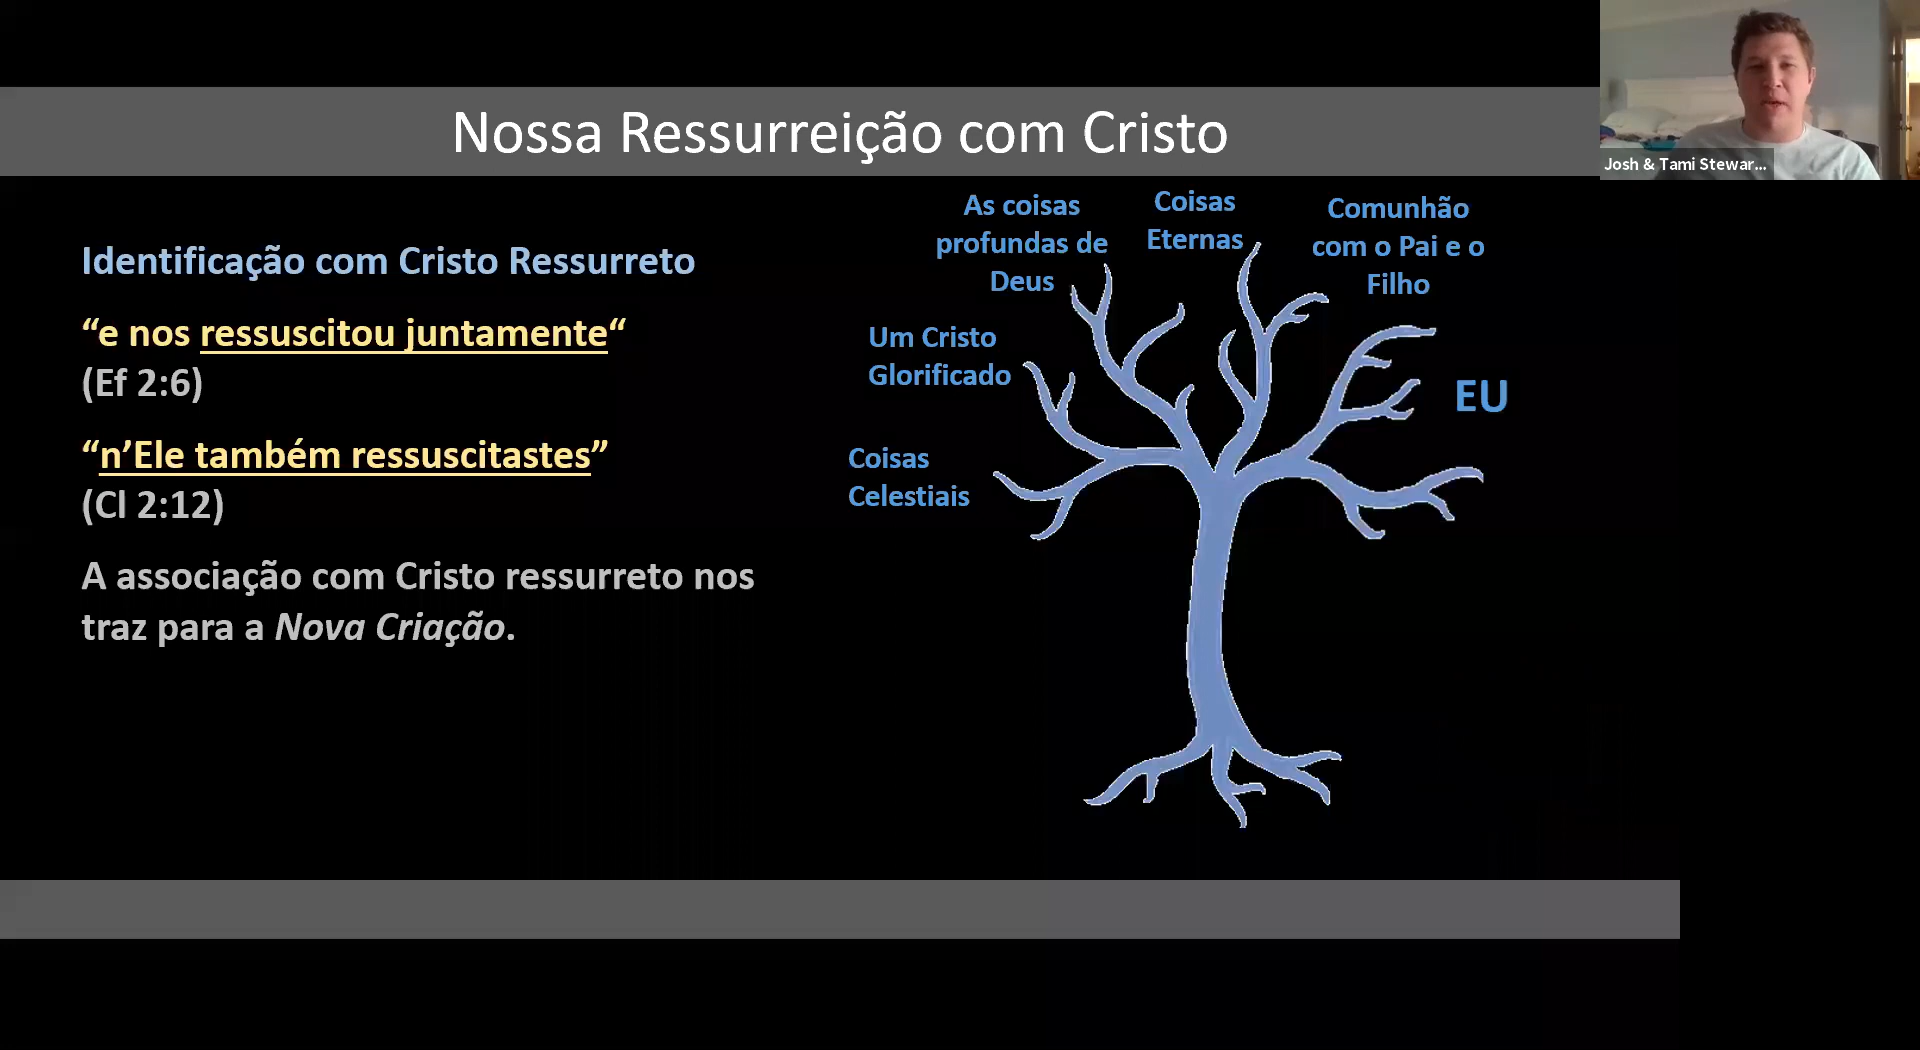 Nossa Ressurreição com Cristo
Josh & Tami Stewar...
Identificação com Cristo Ressurreto
“e nos ressuscitou juntamente“
(Ef 2:6)
“n’Ele também ressuscitastes”
(Cl 2:12)
A associação com Cristo ressurreto nos
traz para a Nova Criação.
As coisas
profundas de
Deus
Coisas
Eternas
Comunhão
com o Pai e o
Filho
Um Cristo
Glorificado
EU
Coisas
Celestiais